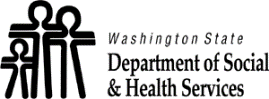 Washington State
Department of Social
& Health Services